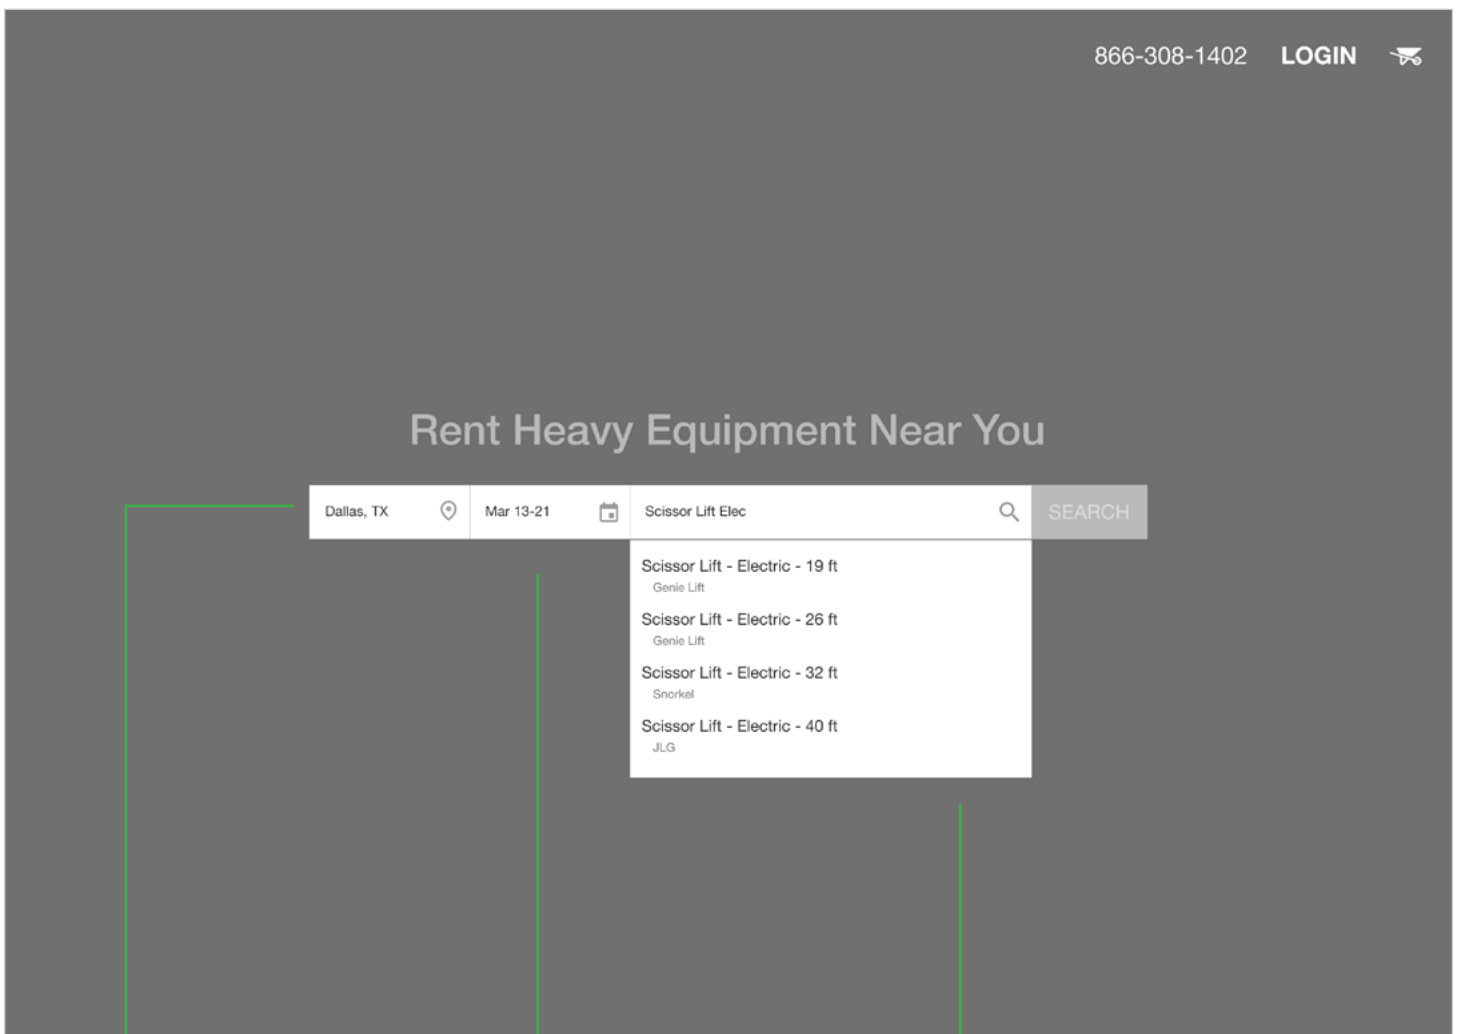 866-308-1402 LOGIN
Rent Heavy Equipment Near You
Dallas, TX Mar 13-21 Scissor Lift Elec SEARCH
Scissor Lift - Electric - 19 ft
Genie Lift
Scissor Lift - Electric - 26 ft
Genie Lift
Scissor Lift - Electric - 32 ft
Snorkel
Scissor Lift - Electric - 40 ft
JLG